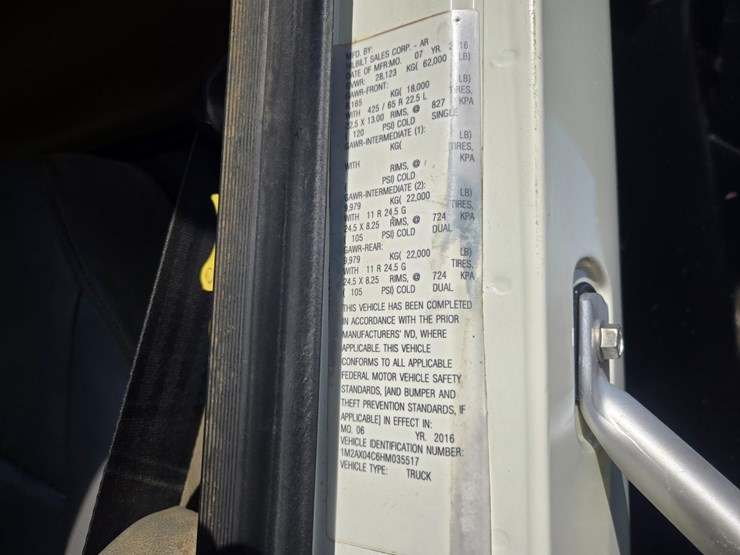 MFD. BY:
HILBILT SALES CORP. - AR
DATE OF MFR:MO. 07 YR. 2016
GVWR: 28,123 KG( 62,000 LB)
GAWR-FRONT:
8,165 KG( 18,000 LB)
WITH 425 / 65 R 22.5 L TIRES,
22.5 X 13.00 RIMS, @ 827 KPA
( 120 PSI) COLD SINGLE
GAWR-INTERMEDIATE (1):
KG( LB)
WITH TIRES,
RIMS, @ KPA
( PSI) COLD
GAWR-INTERMEDIATE (2):
9,979 KG( 22,000 LB)
WITH 11 R 24.5 G TIRES,
24.5 X 8.25 RIMS, @ 724 KPA
( 105 PSI) COLD DUAL
GAWR-REAR:
9,979 KG( 22,000 LB)
WITH 11 R 24.5 G TIRES,
24.5 X 8.25 RIMS, @ 724 KPA
( 105 PSI) COLD DUAL
THIS VEHICLE HAS BEEN COMPLETED
IN ACCORDANCE WITH THE PRIOR
MANUFACTURERS' IVD, WHERE
APPLICABLE. THIS VEHICLE
CONFORMS TO ALL APPLICABLE
FEDERAL MOTOR VEHICLE SAFETY
STANDARDS, [AND BUMPER AND
THEFT PREVENTION STANDARDS, IF
APPLICABLE] IN EFFECT IN:
MO. 06 YR. 2016
VEHICLE IDENTIFICATION NUMBER:
1M2AX04C6HM035517
VEHICLE TYPE: TRUCK